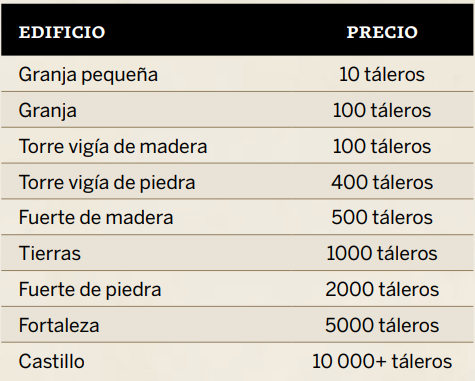 EDIFICIO PRECIO
Granja pequeña 10 táleros
Granja 100 táleros
Torre vigía de madera 100 táleros
Torre vigía de piedra 400 táleros
Fuerte de madera 500 táleros
Tierras 1000 táleros
Fuerte de piedra 2000 táleros
Fortaleza 5000 táleros
Castillo 10 000+ táleros